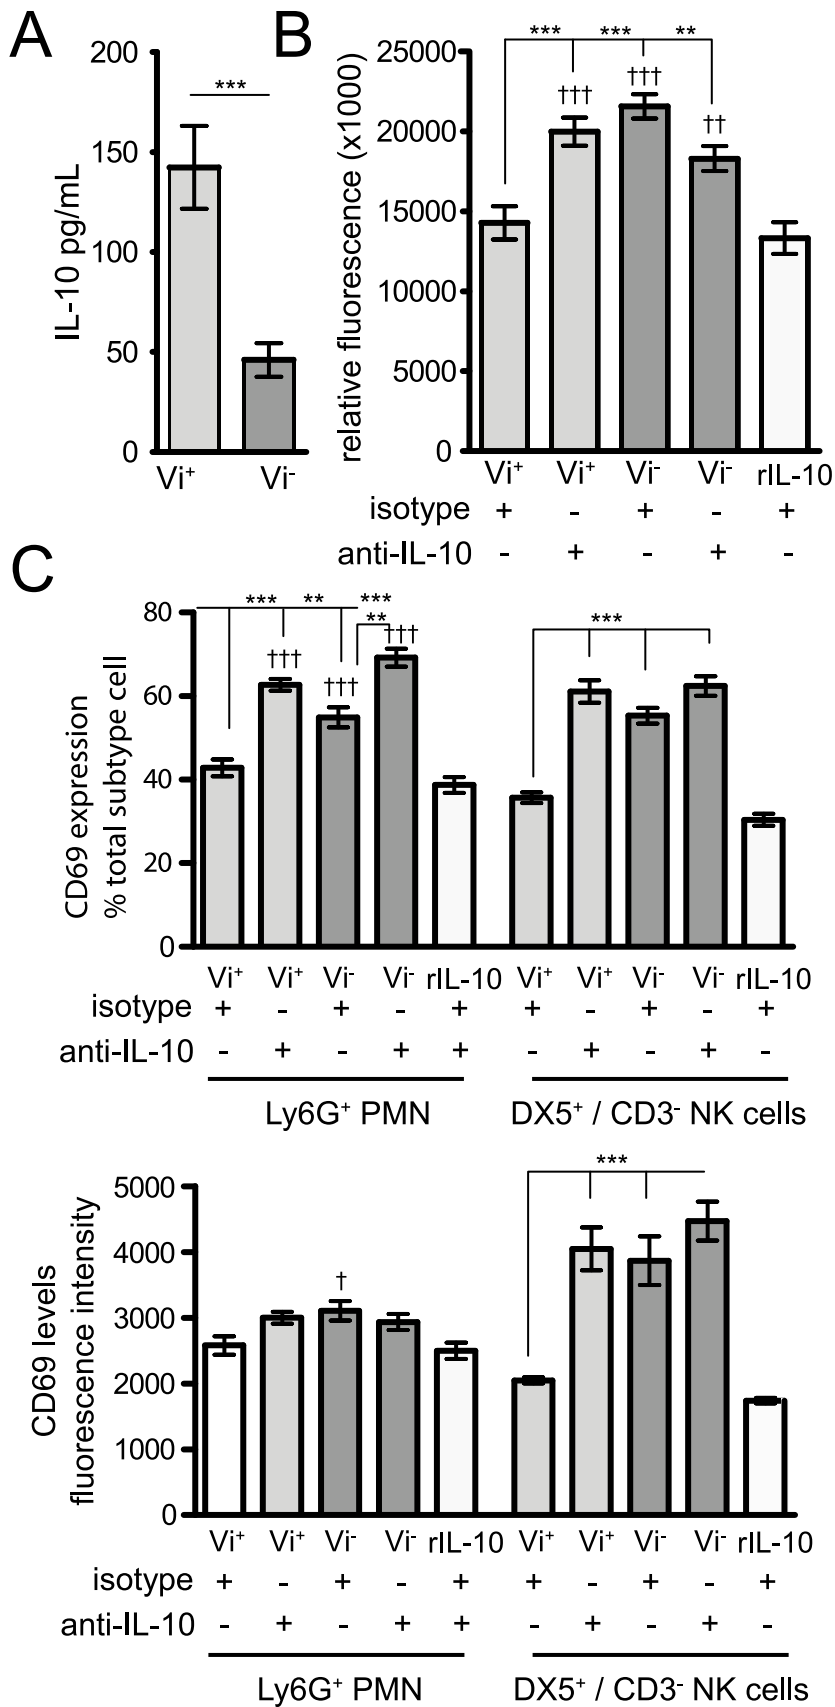 A
IL-10 pg/mL
200
150
100
50
0
***
Vi⁺ Vi⁻
B
relative fluorescence (x1000)
25000
20000
15000
10000
5000
0
*** *** **
††† ††† ††
Vi⁺ Vi⁺ Vi⁻ Vi⁻ rIL-10
isotype + - + - +
anti-IL-10 - + - + -
C
CD69 expression
% total subtype cell
80
60
40
20
0
*** ** ***
**
††† ††† †††
***
Vi⁺ Vi⁺ Vi⁻ Vi⁻ rIL-10 Vi⁺ Vi⁺ Vi⁻ Vi⁻ rIL-10
isotype + - + - + + - + - +
anti-IL-10 - + - + + - + - + -
Ly6G⁺ PMN DX5⁺ / CD3⁻ NK cells
CD69 levels
fluorescence intensity
5000
4000
3000
2000
1000
0
†
***
Vi⁺ Vi⁺ Vi⁻ Vi⁻ rIL-10 Vi⁺ Vi⁺ Vi⁻ Vi⁻ rIL-10
isotype + - + - + + - + - +
anti-IL-10 - + - + + - + - + -
Ly6G⁺ PMN DX5⁺ / CD3⁻ NK cells